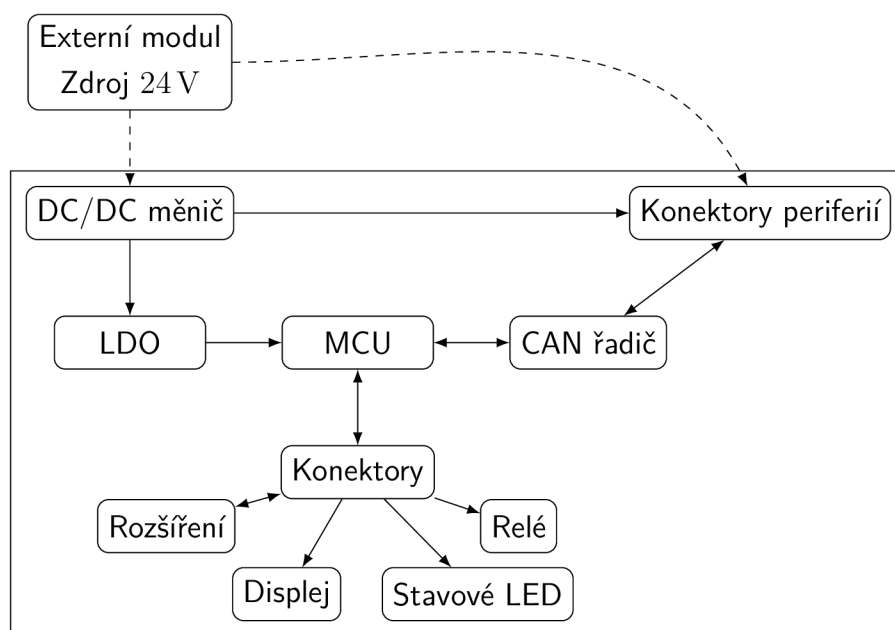 Externí modul
Zdroj 24 V
DC/DC měnič
Konektory periferií
LDO
MCU
CAN řadič
Konektory
Rozšíření
Relé
Displej
Stavové LED